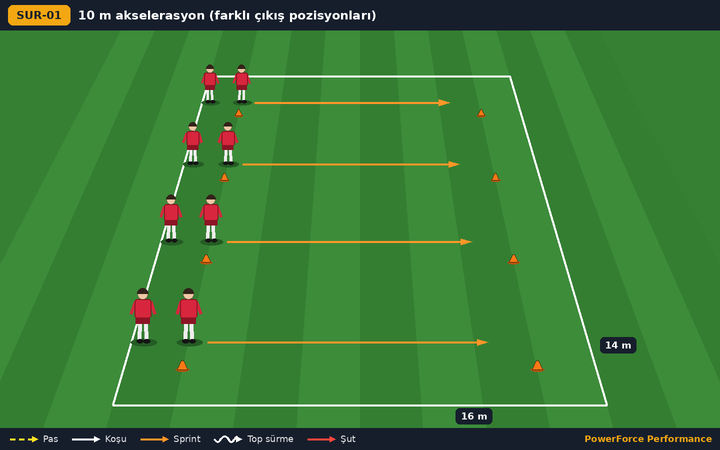 SUR-01 10 m akselerasyon (farklı çıkış pozisyonları)
14 m
16 m
Pas Koşu Sprint Top sürme Şut PowerForce Performance